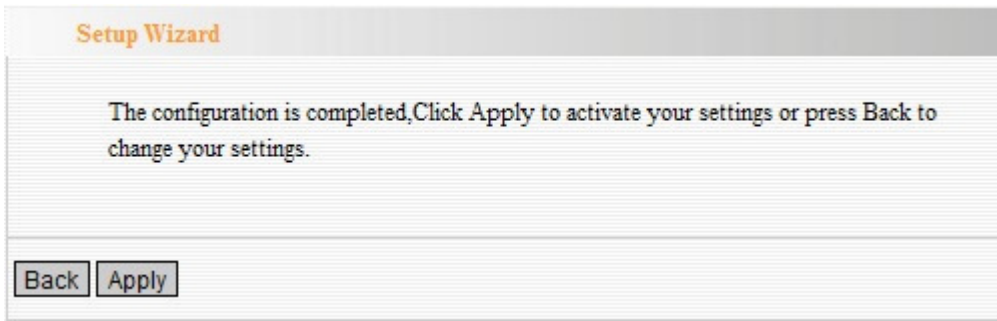 Setup Wizard
The configuration is completed,Click Apply to activate your settings or press Back to
change your settings.
Back Apply